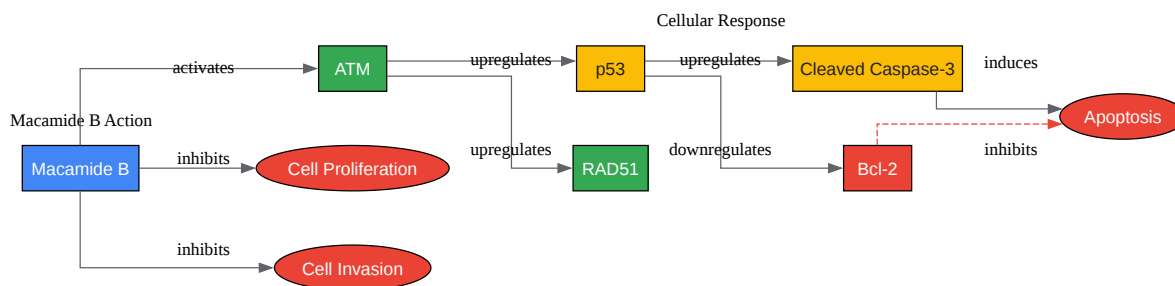 Cellular Response
activates
ATM
upregulates
p53
upregulates
Cleaved Caspase-3
induces
Apoptosis
Macamide B Action
Macamide B
inhibits
Cell Proliferation
upregulates
RAD51
downregulates
Bcl-2
inhibits
inhibits
Cell Invasion